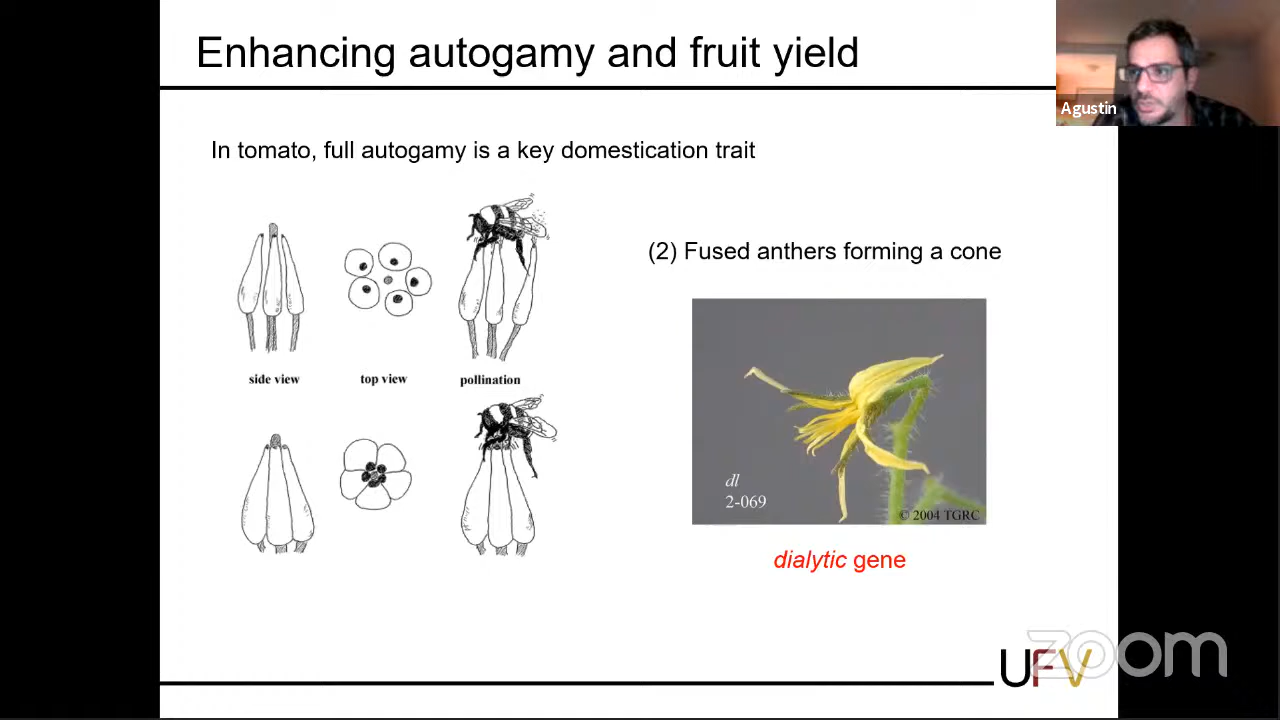 Enhancing autogamy and fruit yield
Agustin
In tomato, full autogamy is a key domestication trait
(2) Fused anthers forming a cone
side view
top view
pollination
dl
2-069
© 2004 TGRC
dialytic gene
UFV
zoom